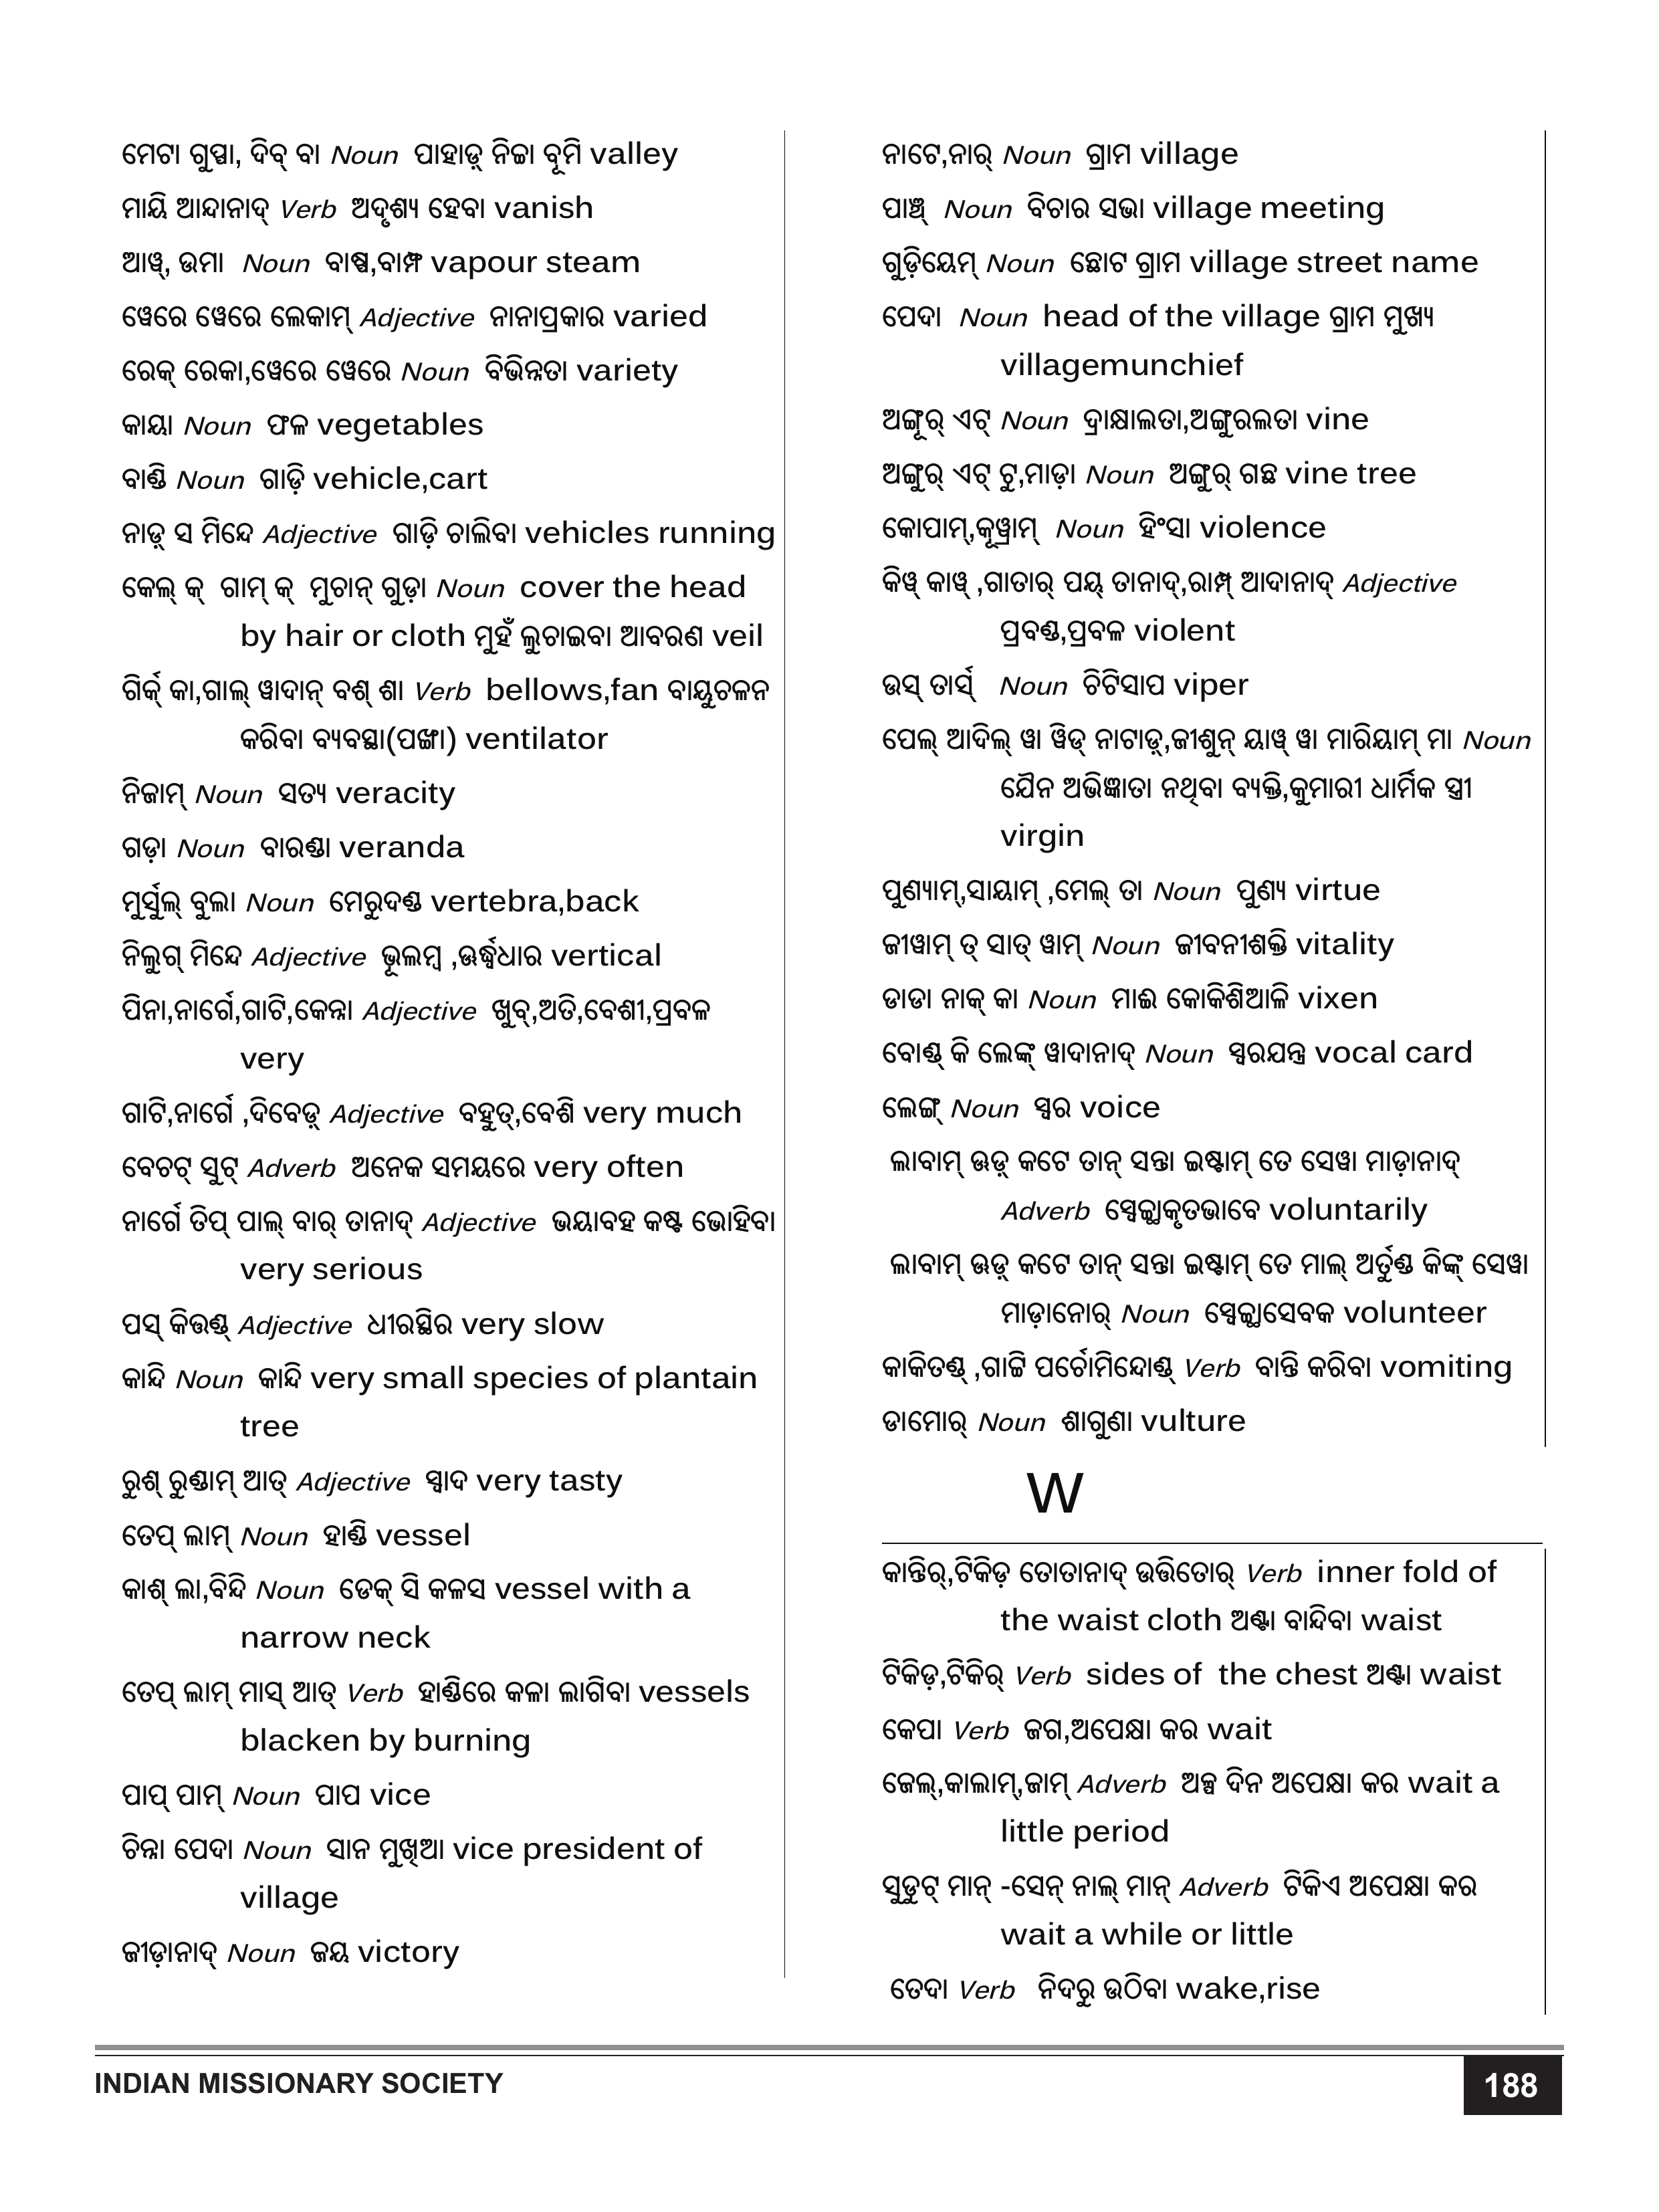 ମେଟା ଗୁପ୍ପା, ଦିବ୍ ବା Noun ପାହାଡ଼୍ ନିଚ୍ଚା ବୂମି valley
ମାୟି ଆନ୍ଦାନାଦ୍ Verb ଅଦୃଶ୍ୟ ହେବା vanish
ଆୱ୍, ଉମା Noun ବାଷ୍ପ,ବାମ୍ଫ vapour steam
ୱେରେ ୱେରେ ଲେକାମ୍ Adjective ନାନାପ୍ରକାର varied
ରେକ୍ ରେକା,ୱେରେ ୱେରେ Noun ବିଭିନ୍ନତା variety
କାୟା Noun ଫଳ vegetables
ବାଣ୍ଡି Noun ଗାଡ଼ି vehicle,cart
ନାଡ଼୍ ସ ମିନ୍ଦେ Adjective ଗାଡ଼ି ଚାଲିବା vehicles running
କେଲ୍ କ୍ ଗାମ୍ କ୍ ମୁଚାନ୍ ଗୁଡ଼ା Noun cover the head
by hair or cloth ମୁହଁ ଲୁଚାଇବା ଆବରଣ veil
ଗିର୍କ୍ କା,ଗାଲ୍ ୱାଦାନ୍ ବଶ୍ ଶା Verb bellows,fan ବାୟୁଚଳନ
କରିବା ବ୍ୟବସ୍ଥା(ପଙ୍ଖା) ventilator
ନିଜାମ୍ Noun ସତ୍ୟ veracity
ଗଡ଼ା Noun ବାରଣ୍ଡା veranda
ମୁର୍ସୁଲ୍ ବୁଲା Noun ମେରୁଦଣ୍ଡ vertebra,back
ନିଲୁଗ୍ ମିନ୍ଦେ Adjective ଭୂଲମ୍ବ ,ଊର୍ଦ୍ଧ୍ୱଧାର vertical
ପିନା,ନାର୍ଗେ,ଗାଟି,କେନ୍ନା Adjective ଖୁବ୍,ଅତି,ବେଶୀ,ପ୍ରବଳ
very
ଗାଟି,ନାର୍ଗେ ,ଦିବେଡ଼୍ Adjective ବହୁତ୍,ବେଶି very much
ବେଚଟ୍ ସୁଟ୍ Adverb ଅନେକ ସମୟରେ very often
ନାର୍ଗେ ତିପ୍ ପାଲ୍ ବାର୍ ତାନାଦ୍ Adjective ଭୟାବହ କଷ୍ଟ ଭୋହିବା
very serious
ପସ୍ କିଉଣ୍ଡ୍ Adjective ଧୀରସ୍ଥିର very slow
କାନ୍ଦି Noun କାନ୍ଦି very small species of plantain
tree
ରୁଶ୍ ରୁଣ୍ଡାମ୍ ଆତ୍ Adjective ସ୍ୱାଦ very tasty
ତେପ୍ ଲାମ୍ Noun ହାଣ୍ଡି vessel
କାଶ୍ ଲା,ବିନ୍ଦି Noun ଡେକ୍ ସି କଳସ vessel with a
narrow neck
ତେପ୍ ଲାମ୍ ମାସ୍ ଆତ୍ Verb ହାଣ୍ଡିରେ କଳା ଲାଗିବା vessels
blacken by burning
ପାପ୍ ପାମ୍ Noun ପାପ vice
ଚିନ୍ନା ପେଦା Noun ସାନ ମୁଖିଆ vice president of
village
ଜୀଡ଼ାନାଦ୍ Noun ଜୟ victory
ନାଟେ,ନାର୍ Noun ଗ୍ରାମ village
ପାଞ୍ଚ୍ Noun ବିଚାର ସଭା village meeting
ଗୁଡ଼ିୟେମ୍ Noun ଛୋଟ ଗ୍ରାମ village street name
ପେଦା Noun head of the village ଗ୍ରାମ ମୁଖ୍ୟ
villagemunchief
ଅଙ୍ଗୂର୍ ଏଟ୍ Noun ଦ୍ରାକ୍ଷାଲତା,ଅଙ୍ଗୁରଲତା vine
ଅଙ୍ଗୁର୍ ଏଟ୍ ଟୁ,ମାଡ଼ା Noun ଅଙ୍ଗୁର୍ ଗଛ vine tree
କୋପାମ୍,କ୍ୱୂରାମ୍ Noun ହିଂସା violence
କିୱ୍ କାୱ୍ ,ଗାତାର୍ ପୟ୍ ତାନାଦ୍,ରାମ୍ପ୍ ଆଦାନାଦ୍ Adjective
ପ୍ରବଣ୍ଡ,ପ୍ରବଳ violent
ଉସ୍ ତାର୍ସ୍ Noun ଚିଟିସାପ viper
ପେଲ୍ ଆଦିଲ୍ ୱା ୱିଡ୍ ନାଟାଡ଼୍,ଜୀଶୁନ୍ ୟାୱ୍ ୱା ମାରିୟାମ୍ ମା Noun
ଯୈନ ଅଭିଜ୍ଞାତା ନଥିବା ବ୍ୟକ୍ତି,କୁମାରୀ ଧାର୍ମିକ ସ୍ତ୍ରୀ
virgin
ପୁଣ୍ୟାମ୍,ସାୟାମ୍ ,ମେଲ୍ ତା Noun ପୁଣ୍ୟ virtue
ଜୀୱାମ୍ ତ୍ ସାତ୍ ୱାମ୍ Noun ଜୀବନୀଶକ୍ତି vitality
ଡାଡା ନାକ୍ କା Noun ମାଈ କୋକିଶିଆଳି vixen
ବୋଣ୍ଡ୍ କି ଲେଙ୍କ୍ ୱାଦାନାଦ୍ Noun ସ୍ୱରଯନ୍ତ୍ର vocal card
ଲେଙ୍ଗ୍ Noun ସ୍ୱର voice
ଲାବାମ୍ ଊଡ଼୍ କଟେ ତାନ୍ ସନ୍ତା ଇଷ୍ଟାମ୍ ତେ ସେୱା ମାଡ଼ାନାଦ୍
Adverb ସ୍ୱେଚ୍ଛାକୃତଭାବେ voluntarily
ଲାବାମ୍ ଊଡ଼୍ କଟେ ତାନ୍ ସନ୍ତା ଇଷ୍ଟାମ୍ ତେ ମାଲ୍ ଅର୍ତୁଣ୍ଡ କିଙ୍କ୍ ସେୱା
ମାଡ଼ାନୋର୍ Noun ସ୍ୱେଚ୍ଛାସେବକ volunteer
କାକିତଣ୍ଡ୍ ,ଗାଟ୍ଟି ପର୍ଚୋମିନ୍ଦୋଣ୍ଡ୍ Verb ବାନ୍ତି କରିବା vomiting
ଡାମୋର୍ Noun ଶାଗୁଣା vulture
W
କାନ୍ତିର୍,ଟିକିଡ଼ ତୋତାନାଦ୍ ଉତ୍ତିତୋର୍ Verb inner fold of
the waist cloth ଅଣ୍ଟା ବାନ୍ଦିବା waist
ଟିକିଡ଼,ଟିକିର୍ Verb sides of the chest ଅଣ୍ଟା waist
କେପା Verb ଜଗ,ଅପେକ୍ଷା କର wait
ଜେଲ୍,କାଲାମ୍,ଜାମ୍ Adverb ଅଳ୍ପ ଦିନ ଅପେକ୍ଷା କର wait a
little period
ସୁଡୁଟ୍ ମାନ୍ -ସେନ୍ ନାଲ୍ ମାନ୍ Adverb ଟିକିଏ ଅପେକ୍ଷା କର
wait a while or little
ତେଦା Verb ନିଦରୁ ଉଠିବା wake,rise
INDIAN MISSIONARY SOCIETY
188